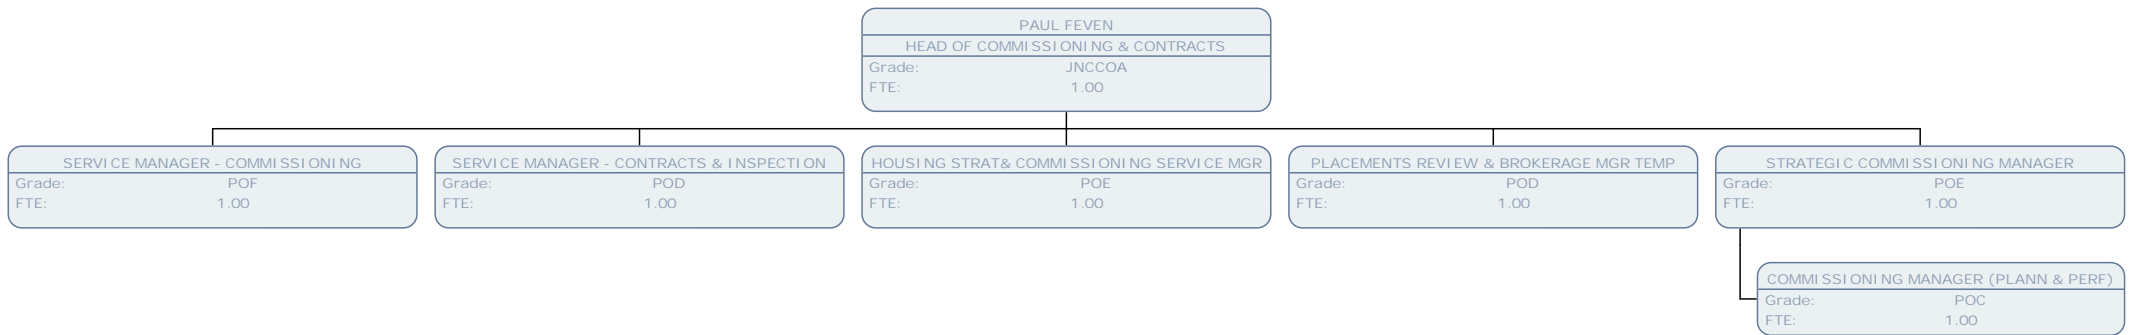 PAUL FEVEN
HEAD OF COMMISSIONING & CONTRACTS
Grade: JNCCOA
FTE: 1.00
SERVICE MANAGER - COMMISSIONING
Grade: POF
FTE: 1.00
SERVICE MANAGER - CONTRACTS & INSPECTION
Grade: POD
FTE: 1.00
HOUSING STRAT& COMMISSIONING SERVICE MGR
Grade: POE
FTE: 1.00
PLACEMENTS REVIEW & BROKERAGE MGR TEMP
Grade: POD
FTE: 1.00
STRATEGIC COMMISSIONING MANAGER
Grade: POE
FTE: 1.00
COMMISSIONING MANAGER (PLANN & PERF)
Grade: POC
FTE: 1.00